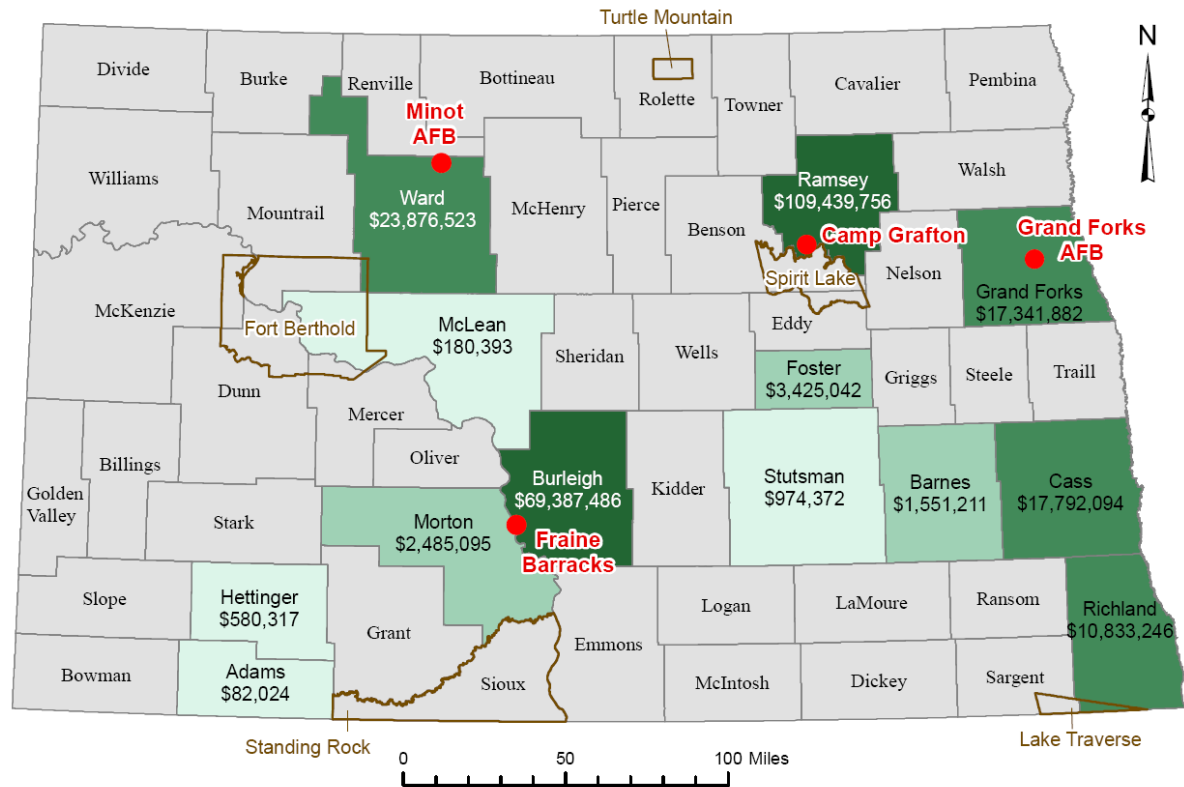 Turtle Mountain
N
Divide
Burke
Renville
Bottineau
Rolette
Towner
Cavalier
Pembina
Minot
AFB
Williams
Mountrail
Ward
$23,876,523
McHenry
Pierce
Benson
Ramsey
$109,439,756
Walsh
Camp Grafton
Grand Forks
AFB
Spirit Lake
Nelson
Grand Forks
$17,341,882
McKenzie
Fort Berthold
McLean
$180,393
Sheridan
Wells
Eddy
Foster
$3,425,042
Griggs
Steele
Traill
Dunn
Mercer
Oliver
Golden
Valley
Billings
Stark
Morton
$2,485,095
Burleigh
$69,387,486
Fraine
Barracks
Kidder
Stutsman
$974,372
Barnes
$1,551,211
Cass
$17,792,094
Slope
Hettinger
$580,317
Grant
Emmons
Logan
LaMoure
Ransom
Richland
$10,833,246
Bowman
Adams
$82,024
Sioux
McIntosh
Dickey
Sargent
Standing Rock
Lake Traverse
0 50 100 Miles